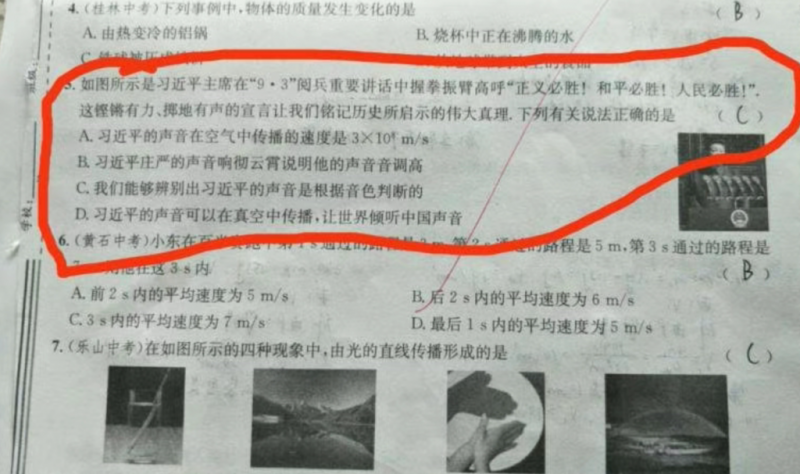 4.(桂林中考)下列事例中,物体的质量发生变化的是 ( B )
A.由热变冷的铝锅 B.烧杯中正在沸腾的水
5.如图所示是习近平主席在“9·3”阅兵重要讲话中握拳振臂高呼“正义必胜!和平必胜!人民必胜!”.
这铿锵有力、掷地有声的宣言让我们铭记历史所启示的伟大真理.下列有关说法正确的是 ( C )
A.习近平的声音在空气中传播的速度是3×10⁸ m/s
B.习近平庄严的声音响彻云霄说明他的声音音调高
C.我们能够辨别出习近平的声音是根据音色判断的
D.习近平的声音可以在真空中传播,让世界倾听中国声音
6.(黄石中考)小东在百米赛跑中第1 s通过的路程是3 m,第2 s通过的路程是5 m,第3 s通过的路程是
则他在这3 s内 ( B )
A.前2 s内的平均速度为5 m/s B.后2 s内的平均速度为6 m/s
C.3 s内的平均速度为7 m/s D.最后1 s内的平均速度为5 m/s
7.(乐山中考)在如图所示的四种现象中,由光的直线传播形成的是 ( C )
学校:
班级: